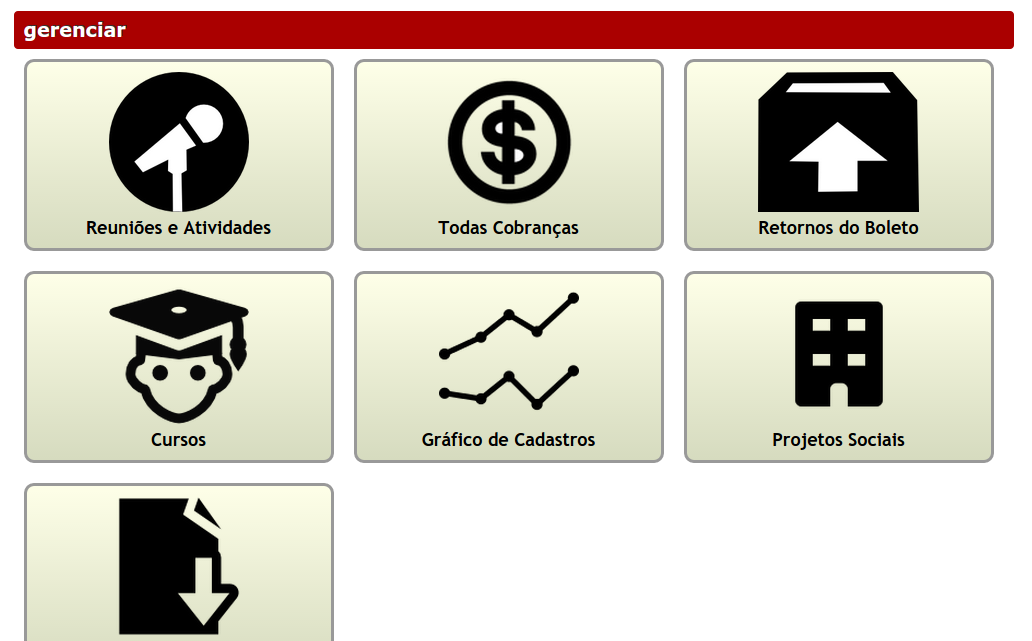 gerenciar
Reuniões e Atividades
Todas Cobranças
Retornos do Boleto
Cursos
Gráfico de Cadastros
Projetos Sociais